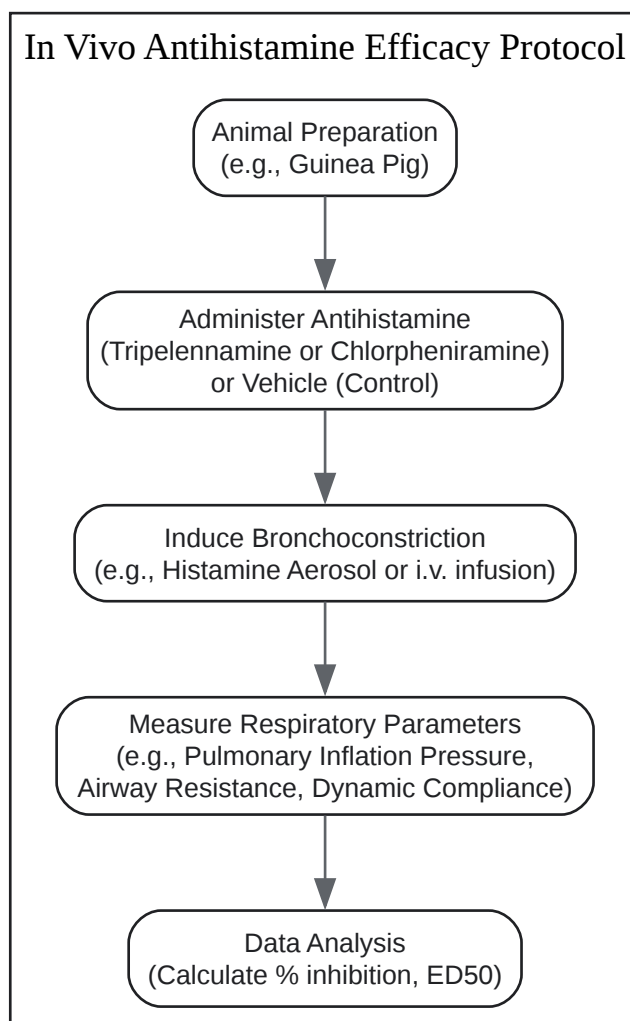 In Vivo Antihistamine Efficacy Protocol
Animal Preparation
(e.g., Guinea Pig)
Administer Antihistamine
(Tripelennamine or Chlorpheniramine)
or Vehicle (Control)
Induce Bronchoconstriction
(e.g., Histamine Aerosol or i.v. infusion)
Measure Respiratory Parameters
(e.g., Pulmonary Inflation Pressure,
Airway Resistance, Dynamic Compliance)
Data Analysis
(Calculate % inhibition, ED50)